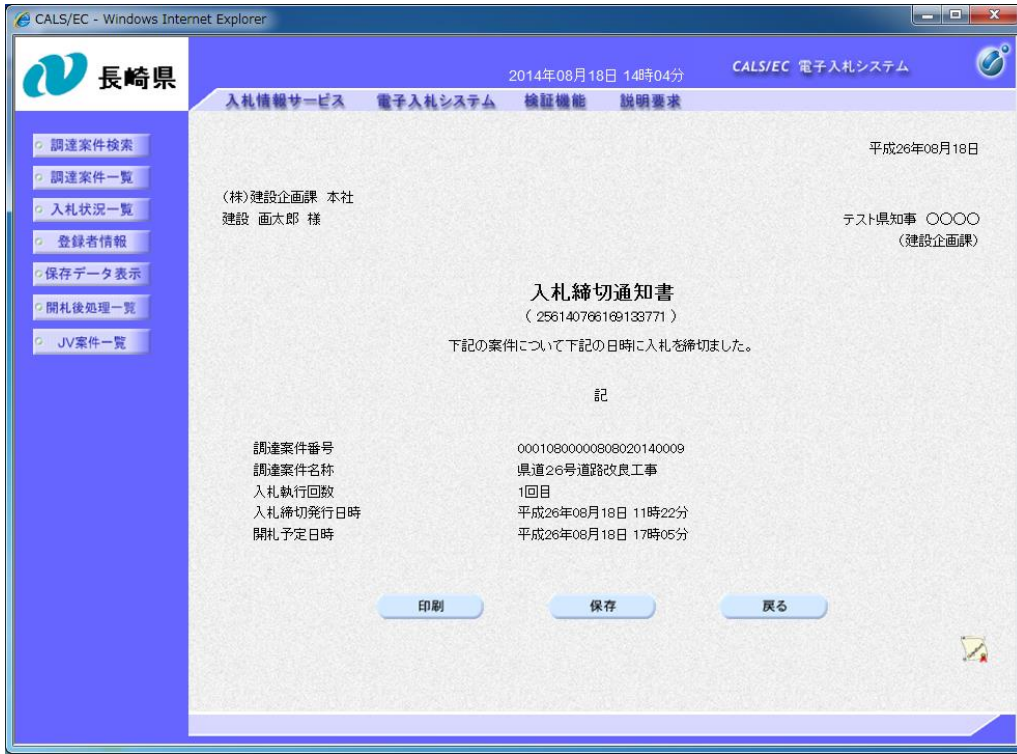 CALS/EC - Windows Internet Explorer
長崎県
2014年08月18日 14時04分
CALS/EC 電子入札システム
入札情報サービス 電子入札システム 検証機能 説明要求
調達案件検索
調達案件一覧
入札状況一覧
登録者情報
保存データ表示
開札後処理一覧
JV案件一覧
平成26年08月18日
(株)建設企画課 本社
建設 画太郎 様
テスト県知事 〇〇〇〇
(建設企画課)
入札締切通知書
( 256140766169133771 )
下記の案件について下記の日時に入札を締切ました。
記
調達案件番号 00010800000808020140009
調達案件名称 県道26号道路改良工事
入札執行回数 1回目
入札締切発行日時 平成26年08月18日 11時22分
開札予定日時 平成26年08月18日 17時05分
印刷 保存 戻る